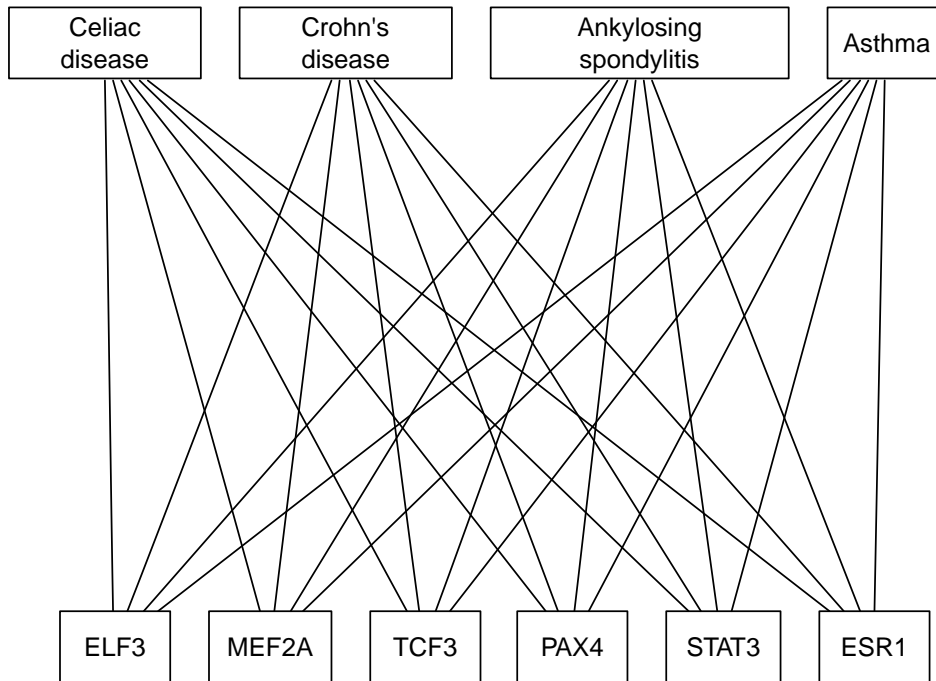 Celiac
disease
Crohn's
disease
Ankylosing
spondylitis
Asthma
ELF3
MEF2A
TCF3
PAX4
STAT3
ESR1